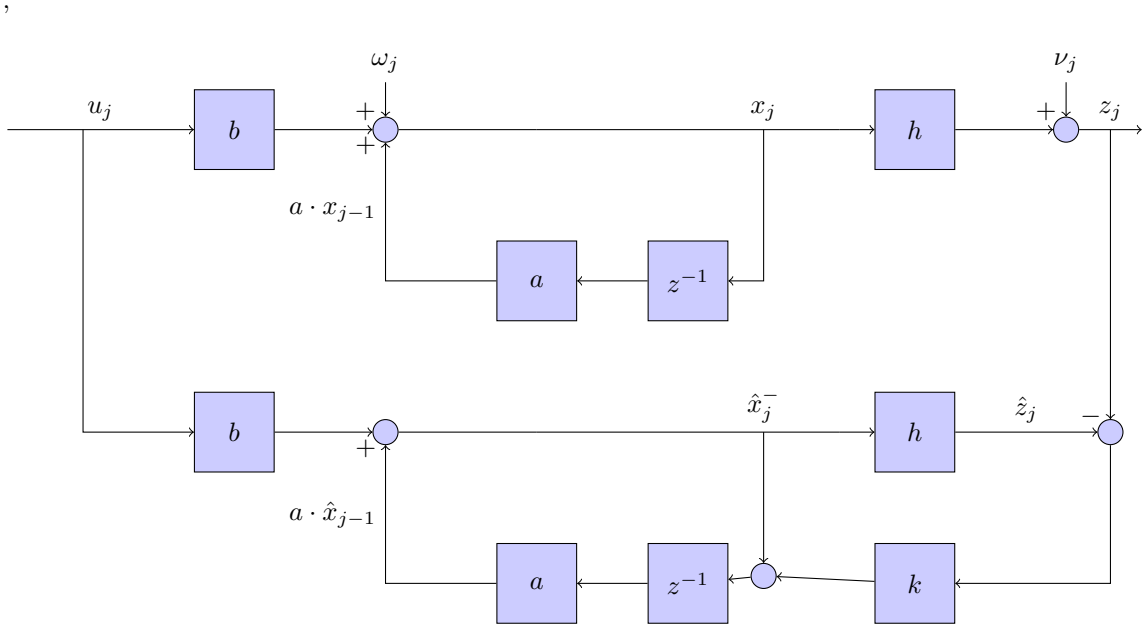 ,
ω_j
ν_j
u_j
b
+
+
x_j
h
+
z_j
a · x_{j−1}
a
z^{−1}
b
+
x̂_j^−
h
ẑ_j
−
a · x̂_{j−1}
a
z^{−1}
k